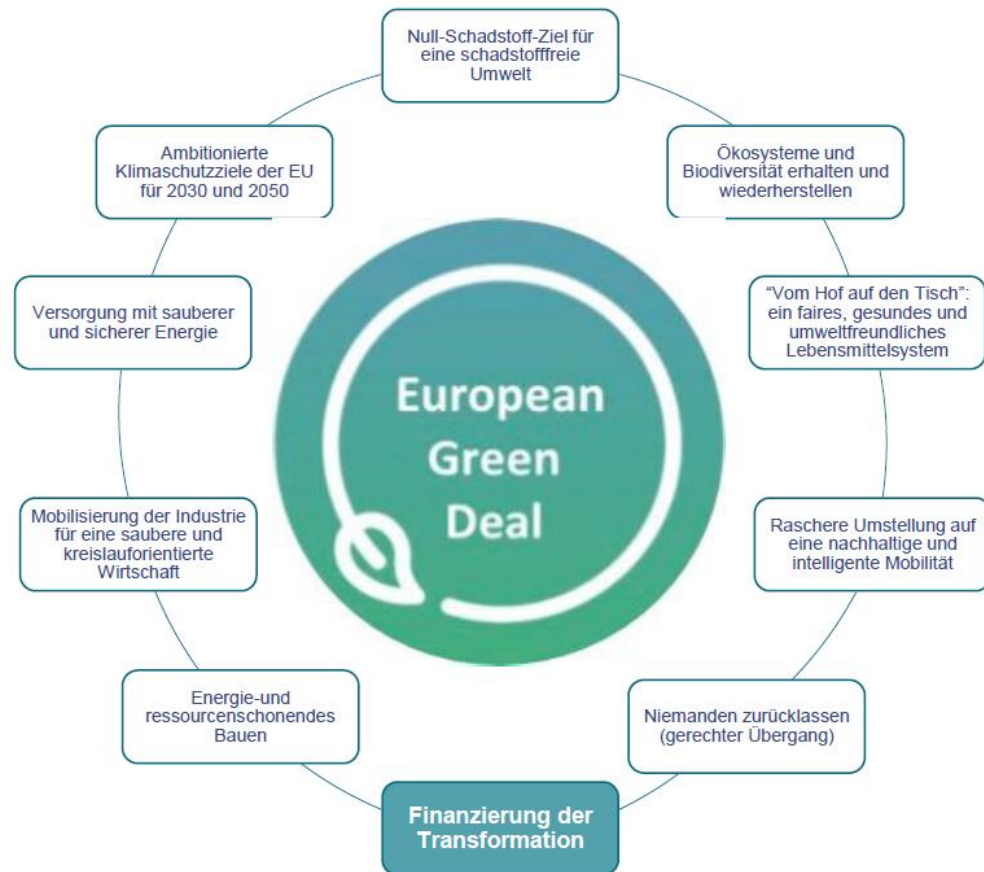 Null-Schadstoff-Ziel für
eine schadstofffreie
Umwelt
Ambitionierte
Klimaschutzziele der EU
für 2030 und 2050
Ökosysteme und
Biodiversität erhalten und
wiederherstellen
Versorgung mit sauberer
und sicherer Energie
“Vom Hof auf den Tisch”:
ein faires, gesundes und
umweltfreundliches
Lebensmittelsystem
European
Green
Deal
Mobilisierung der Industrie
für eine saubere und
kreislauforientierte
Wirtschaft
Raschere Umstellung auf
eine nachhaltige und
intelligente Mobilität
Energie-und
ressourcenschonendes
Bauen
Niemanden zurücklassen
(gerechter Übergang)
Finanzierung der
Transformation